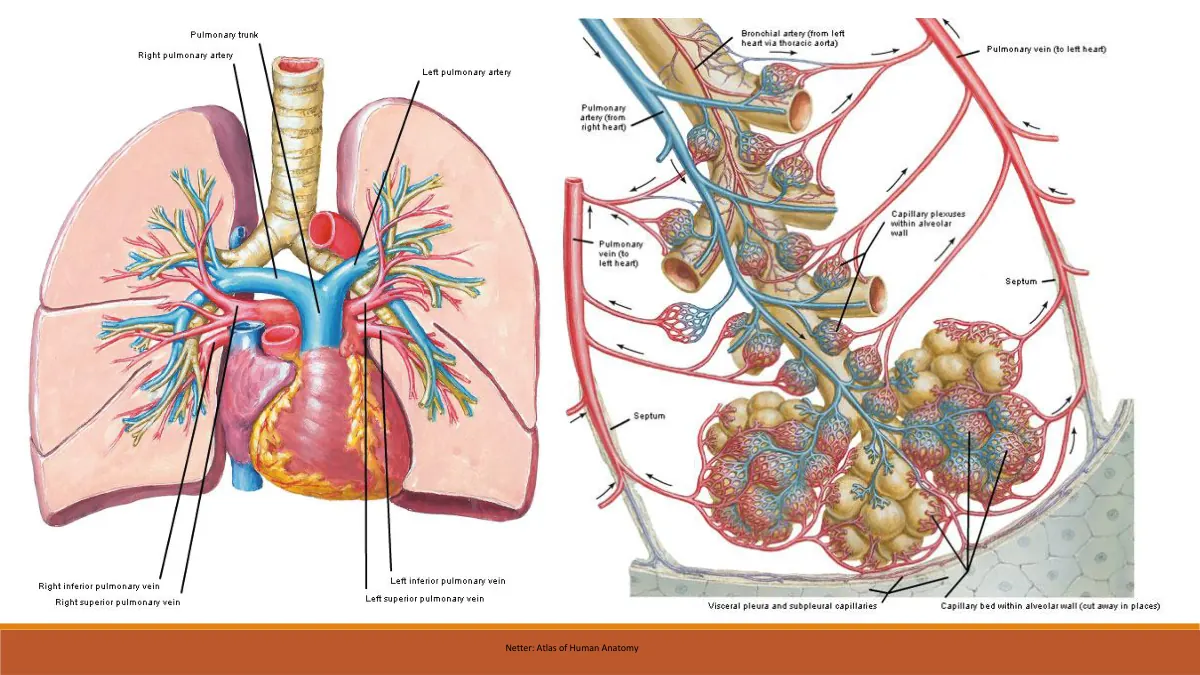 Pulmonary trunk
Right pulmonary artery
Left pulmonary artery
Right inferior pulmonary vein
Right superior pulmonary vein
Left inferior pulmonary vein
Left superior pulmonary vein
Bronchial artery (from left
heart via thoracic aorta)
Pulmonary vein (to left heart)
Pulmonary
artery (from
right heart)
Capillary plexuses
within alveolar
wall
Pulmonary
vein (to
left heart)
Septum
Septum
Visceral pleura and subpleural capillaries
Capillary bed within alveolar wall (cut away in places)
Netter: Atlas of Human Anatomy